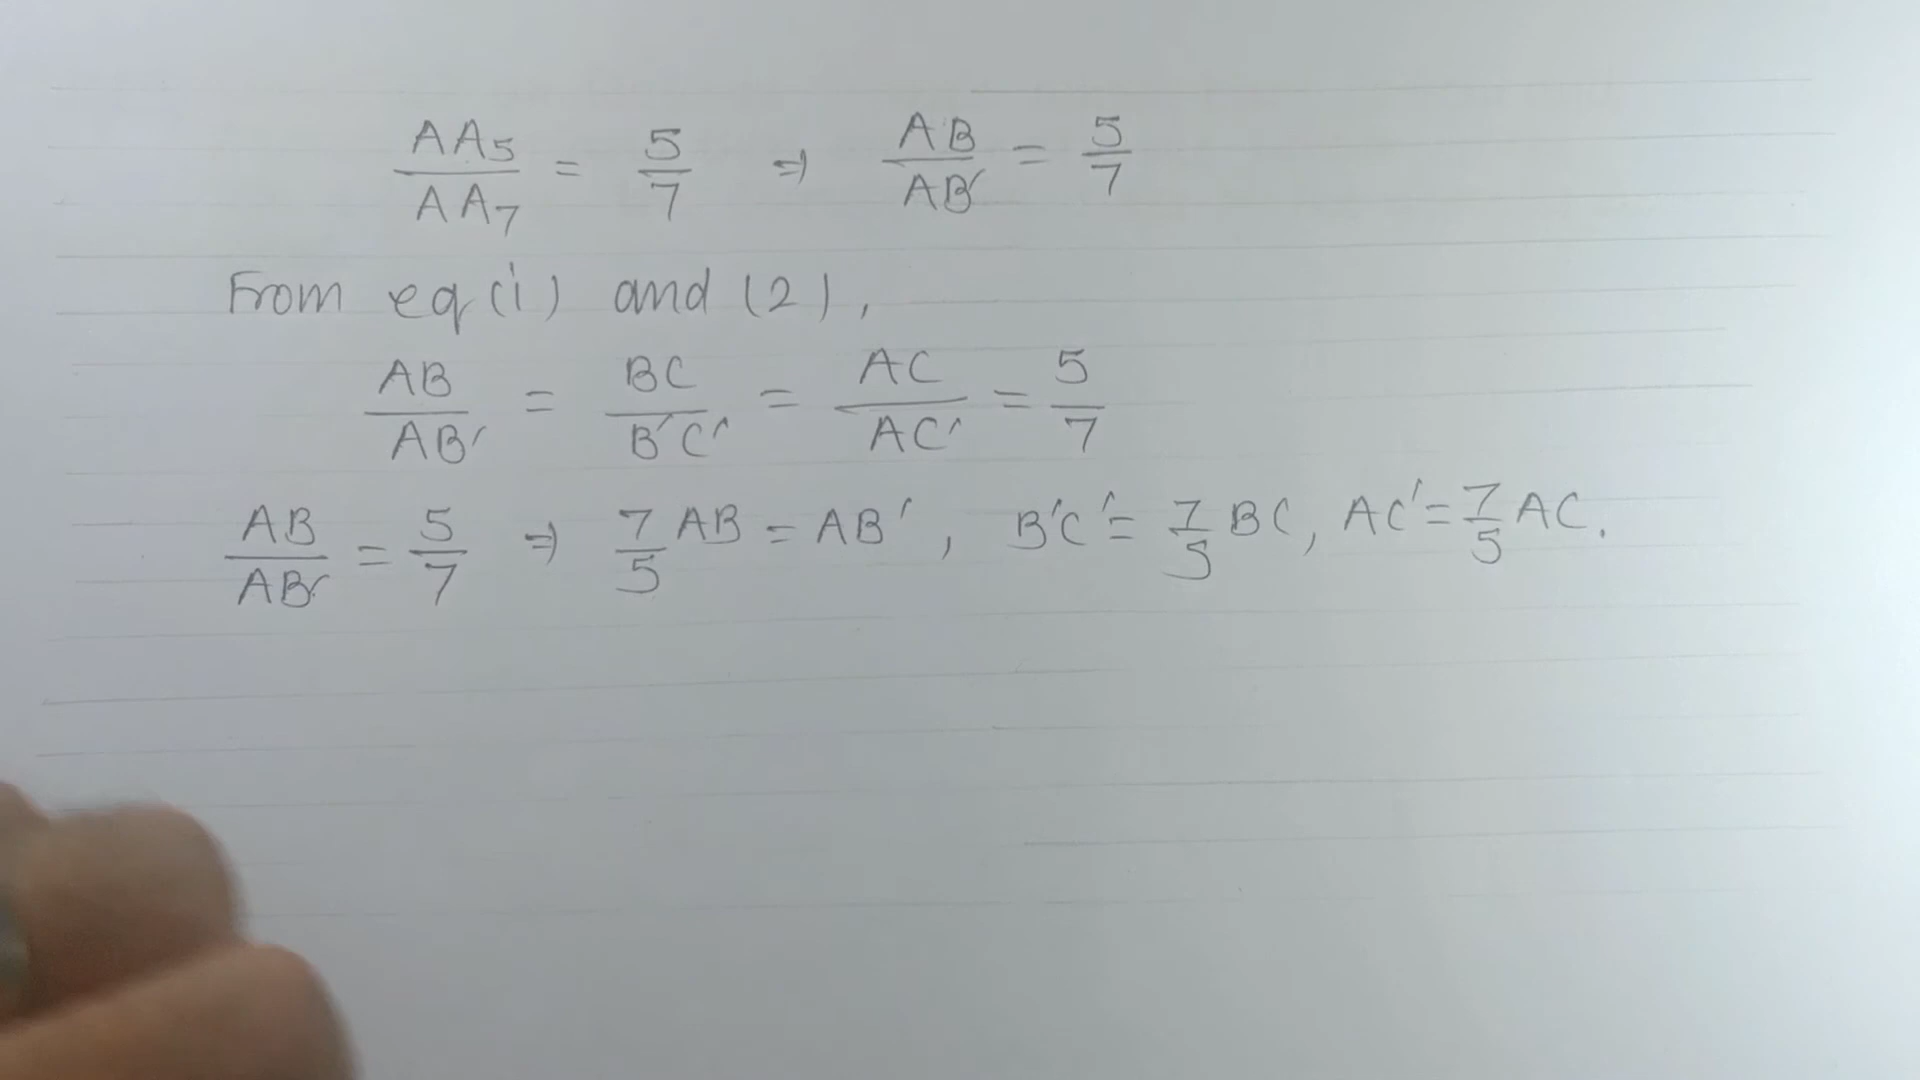 AA5/AA7 = 5/7 ⇒ AB/AB' = 5/7
From eq (i) and (2),
AB/AB' = BC/B'C' = AC/AC' = 5/7
AB/AB' = 5/7 ⇒ 7/5 AB = AB', B'C' = 7/5 BC, AC' = 7/5 AC.